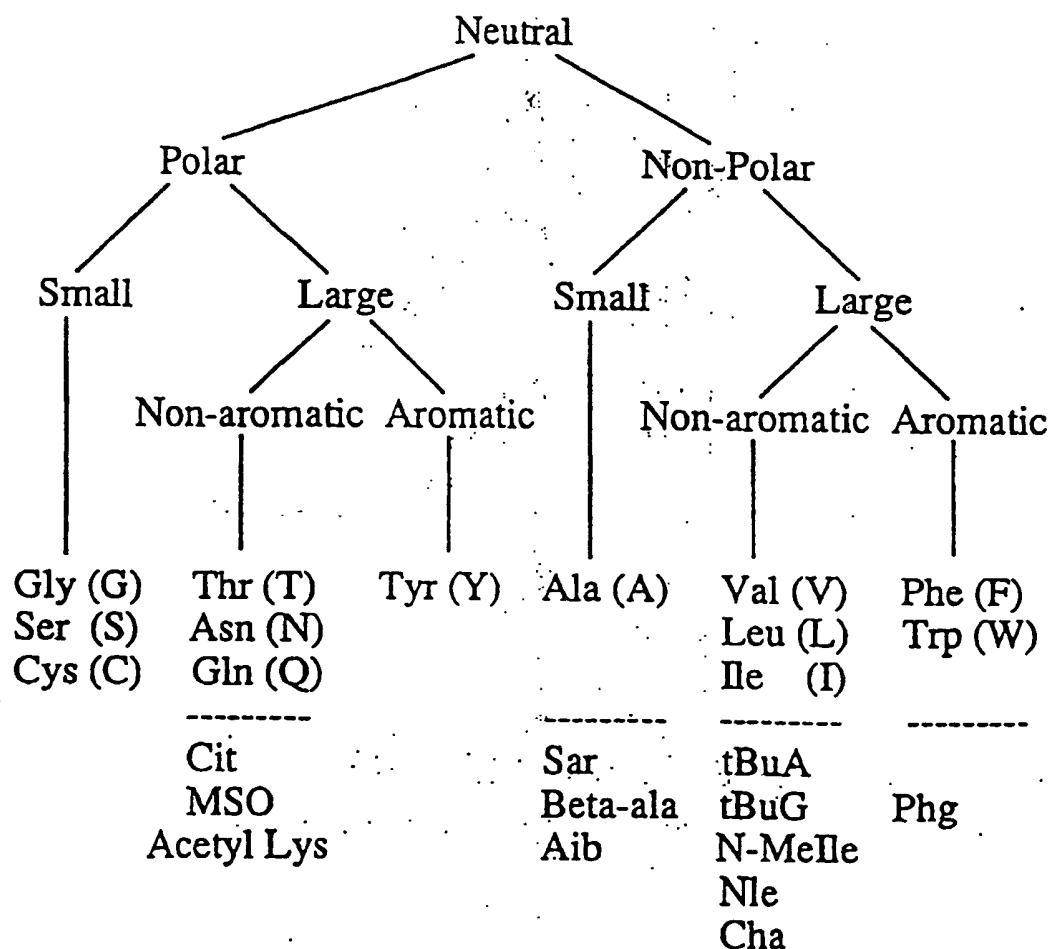 Neutral
Polar Non-Polar
Small Large Small Large
Non-aromatic Aromatic Non-aromatic Aromatic
Gly (G) Thr (T) Tyr (Y) Ala (A) Val (V) Phe (F)
Ser (S) Asn (N) Leu (L) Trp (W)
Cys (C) Gln (Q) Ile (I)
--------- --------- --------- ---------
Cit Sar tBuA
MSO Beta-ala tBuG Phg
Acetyl Lys Aib N-MeIle
Nle
Cha